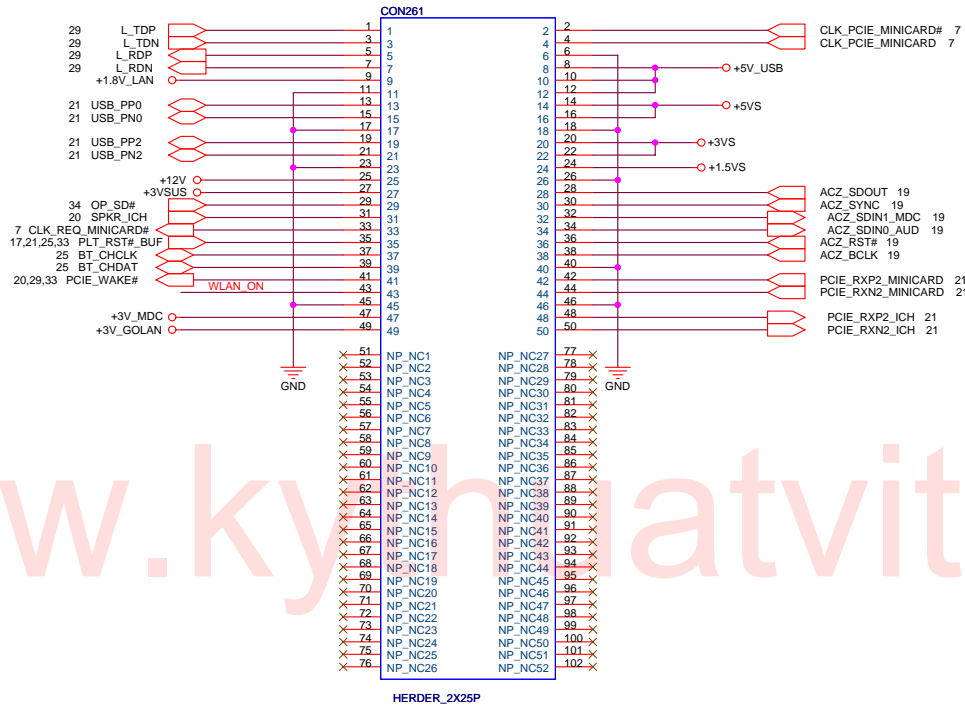 CON261
29 L_TDP 1 1 2 2 CLK_PCIE_MINICARD# 7
29 L_TDN 3 3 4 4 CLK_PCIE_MINICARD 7
29 L_RDP 5 5 6 6
29 L_RDN 7 7 8 8 +5V_USB
+1.8V_LAN 9 9 10 10
11 11 12 12
21 USB_PP0 13 13 14 14 +5VS
21 USB_PN0 15 15 16 16
17 17 18 18
21 USB_PP2 19 19 20 20 +3VS
21 USB_PN2 21 21 22 22
23 23 24 24 +1.5VS
+12V 25 25 26 26
+3VSUS 27 27 28 28 ACZ_SDOUT 19
34 OP_SD# 29 29 30 30 ACZ_SYNC 19
20 SPKR_ICH 31 31 32 32 ACZ_SDIN1_MDC 19
7 CLK_REQ_MINICARD# 33 33 34 34 ACZ_SDIN0_AUD 19
17,21,25,33 PLT_RST#_BUF 35 35 36 36 ACZ_RST# 19
25 BT_CHCLK 37 37 38 38 ACZ_BCLK 19
25 BT_CHDAT 39 39 40 40
20,29,33 PCIE_WAKE# 41 41 42 42 PCIE_RXP2_MINICARD 21
WLAN_ON 43 43 44 44 PCIE_RXN2_MINICARD 21
45 45 46 46
+3V_MDC 47 47 48 48 PCIE_RXP2_ICH 21
+3V_GOLAN 49 49 50 50 PCIE_RXN2_ICH 21
51 NP_NC1 NP_NC27 77
52 NP_NC2 NP_NC28 78
53 NP_NC3 NP_NC29 79
GND 54 NP_NC4 NP_NC30 80 GND
55 NP_NC5 NP_NC31 81
56 NP_NC6 NP_NC32 82
57 NP_NC7 NP_NC33 83
58 NP_NC8 NP_NC34 84
59 NP_NC9 NP_NC35 85
60 NP_NC10 NP_NC36 86
61 NP_NC11 NP_NC37 87
62 NP_NC12 NP_NC38 88
63 NP_NC13 NP_NC39 89
64 NP_NC14 NP_NC40 90
65 NP_NC15 NP_NC41 91
66 NP_NC16 NP_NC42 92
67 NP_NC17 NP_NC43 93
68 NP_NC18 NP_NC44 94
69 NP_NC19 NP_NC45 95
70 NP_NC20 NP_NC46 96
71 NP_NC21 NP_NC47 97
72 NP_NC22 NP_NC48 98
73 NP_NC23 NP_NC49 99
74 NP_NC24 NP_NC50 100
75 NP_NC25 NP_NC51 101
76 NP_NC26 NP_NC52 102
HERDER_2X25P